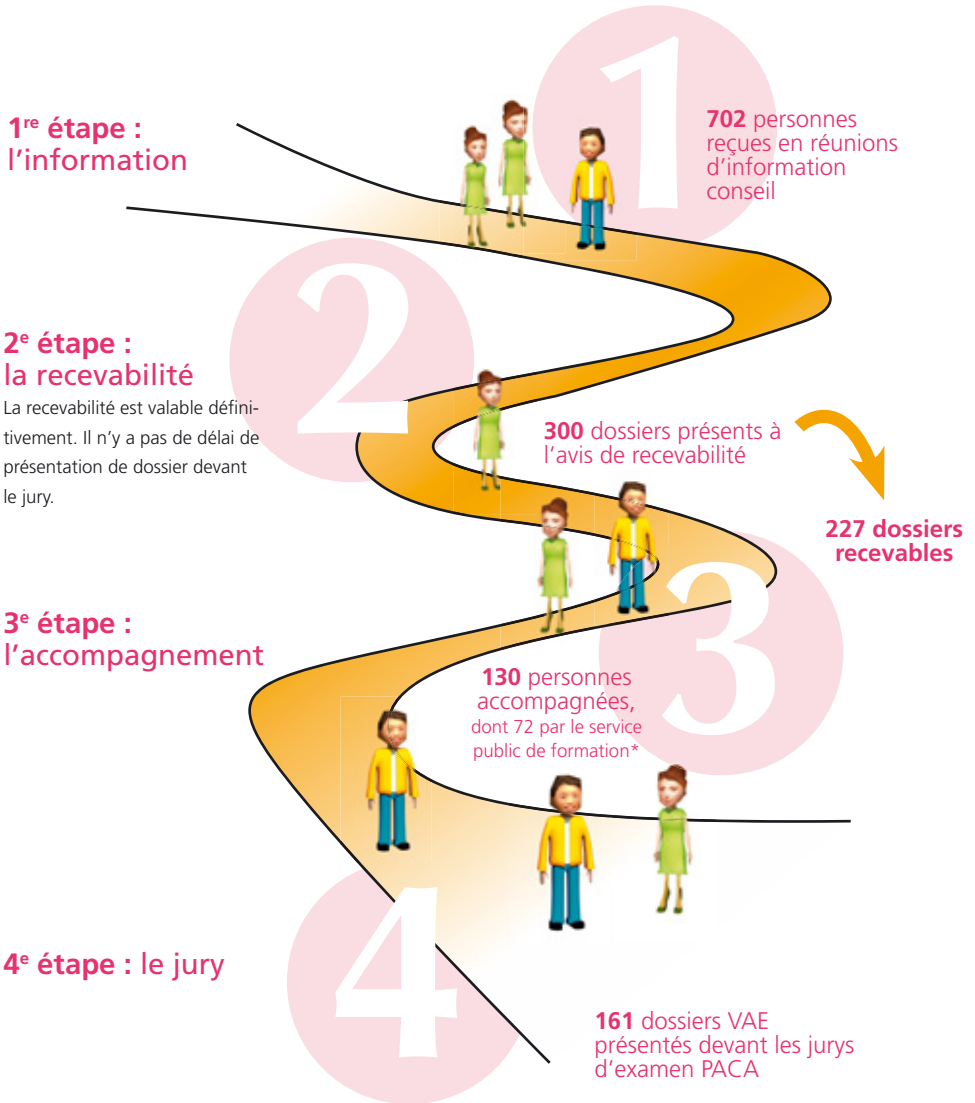 1
1re étape :
l’information
702 personnes
reçues en réunions
d’information
conseil
2
2e étape :
la recevabilité
La recevabilité est valable défini-
tivement. Il n’y a pas de délai de
présentation de dossier devant
le jury.
300 dossiers présents à
l’avis de recevabilité
227 dossiers
recevables
3
3e étape :
l’accompagnement
130 personnes
accompagnées,
dont 72 par le service
public de formation*
4
4e étape : le jury
161 dossiers VAE
présentés devant les jurys
d’examen PACA